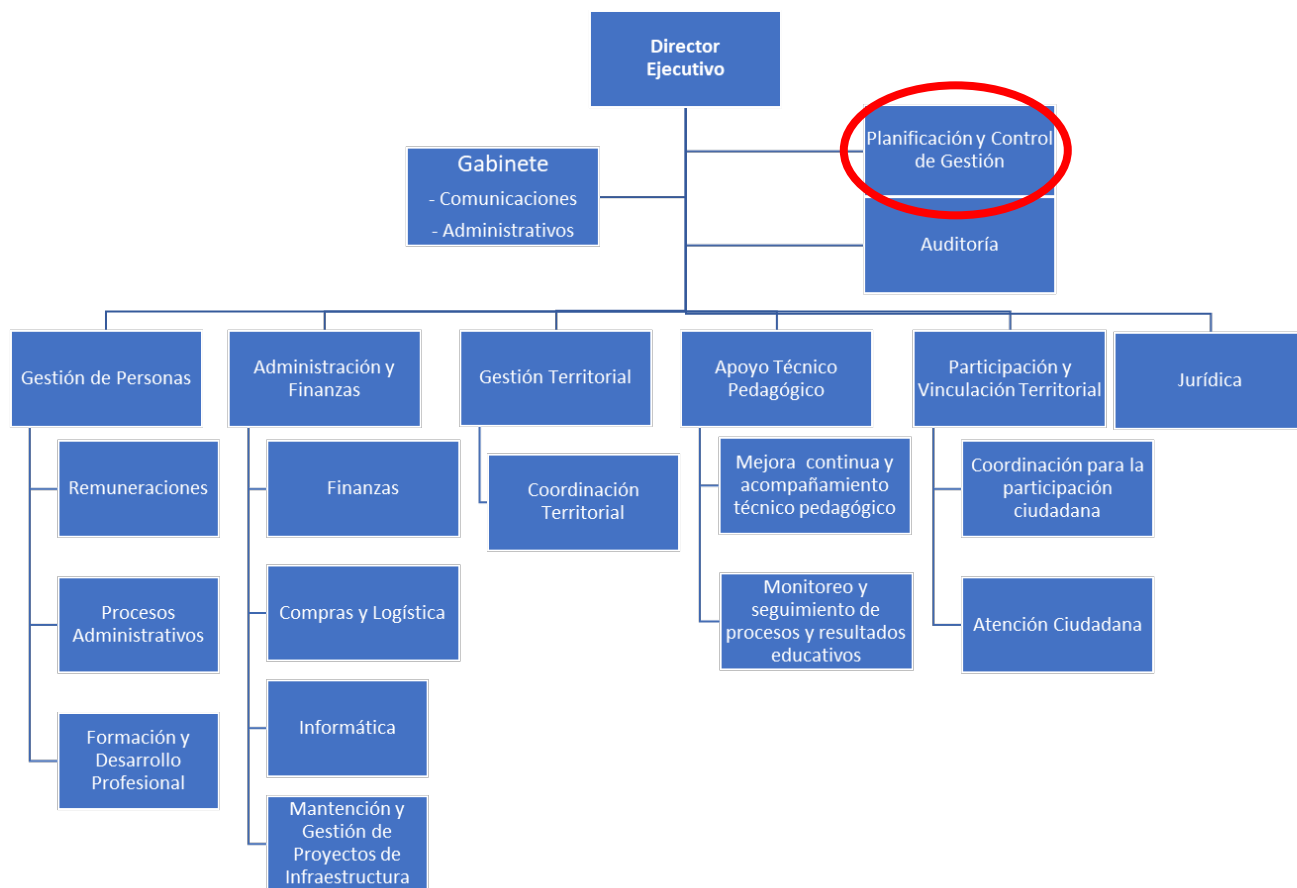 Director
Ejecutivo
Planificación y Control
de Gestión
Gabinete
- Comunicaciones
- Administrativos
Auditoría
Gestión de Personas
Administración y
Finanzas
Gestión Territorial
Apoyo Técnico
Pedagógico
Participación y
Vinculación Territorial
Jurídica
Remuneraciones
Procesos
Administrativos
Formación y
Desarrollo
Profesional
Finanzas
Compras y Logística
Informática
Mantención y
Gestión de
Proyectos de
Infraestructura
Coordinación
Territorial
Mejora continua y
acompañamiento
técnico pedagógico
Monitoreo y
seguimiento de
procesos y resultados
educativos
Coordinación para la
participación
ciudadana
Atención Ciudadana